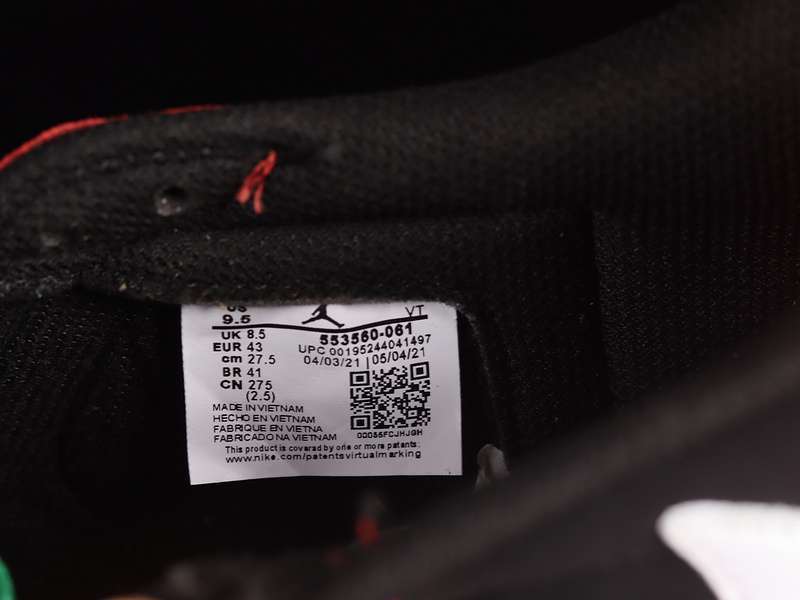 US
9.5
VT
UK 8.5
EUR 43
cm 27.5
BR 41
CN 275
(2.5)
553560-061
UPC 00195244041497
04/03/21 | 05/04/21
00055FCJHJGH
MADE IN VIETNAM
HECHO EN VIETNAM
FABRIQUE EN VIETNA
FABRICADO NA VIETNAM
This product is covered by one or more patents:
www.nike.com/patentsvirtualmarking